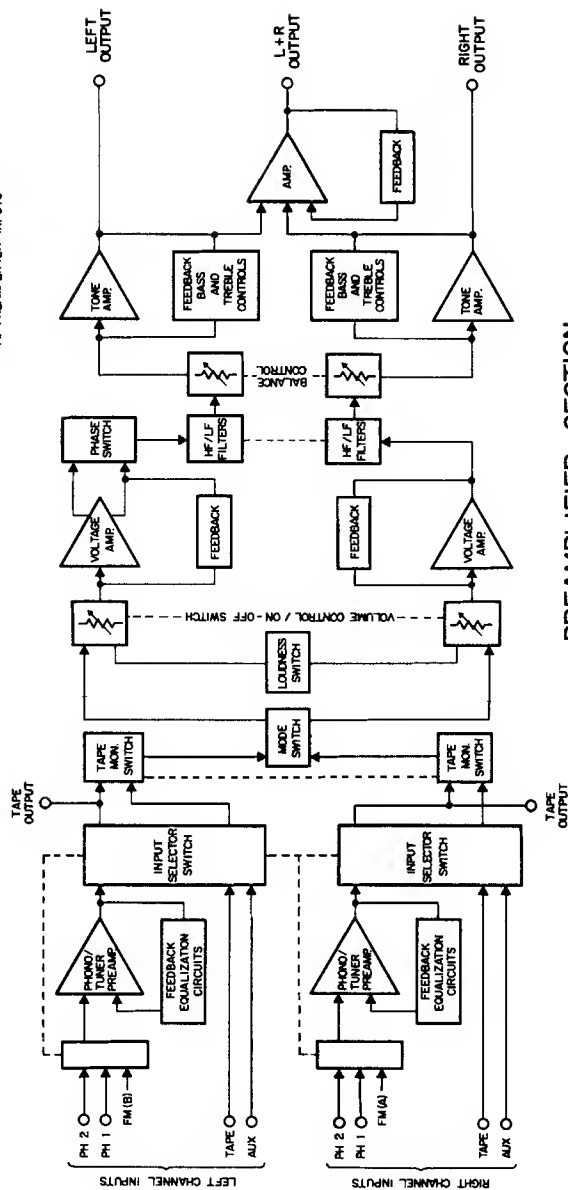 PH 2
PH 1
FM (B)
TAPE
AUX
LEFT CHANNEL INPUTS
PHONO/
TUNER
PREAMP.
FEEDBACK
EQUALIZATION
CIRCUITS
INPUT
SELECTOR
SWITCH
TAPE
OUTPUT
TAPE
MON.
SWITCH
MODE
SWITCH
LOUDNESS
SWITCH
VOLUME CONTROL / ON-OFF SWITCH
VOLTAGE
AMP.
FEEDBACK
PHASE
SWITCH
HF/LF
FILTERS
BALANCE
CONTROL
TONE
AMP.
FEEDBACK
BASS
AND
TREBLE
CONTROLS
LEFT
OUTPUT
AMP.
FEEDBACK
L+R
OUTPUT
PH 2
PH 1
FM(A)
TAPE
AUX
RIGHT CHANNEL INPUTS
PHONO/
TUNER
PREAMP.
FEEDBACK
EQUALIZATION
CIRCUITS
INPUT
SELECTOR
SWITCH
TAPE
MON.
SWITCH
TAPE
OUTPUT
VOLTAGE
AMP.
FEEDBACK
HF/LF
FILTERS
FEEDBACK
BASS
AND
TREBLE
CONTROLS
TONE
AMP.
RIGHT
OUTPUT